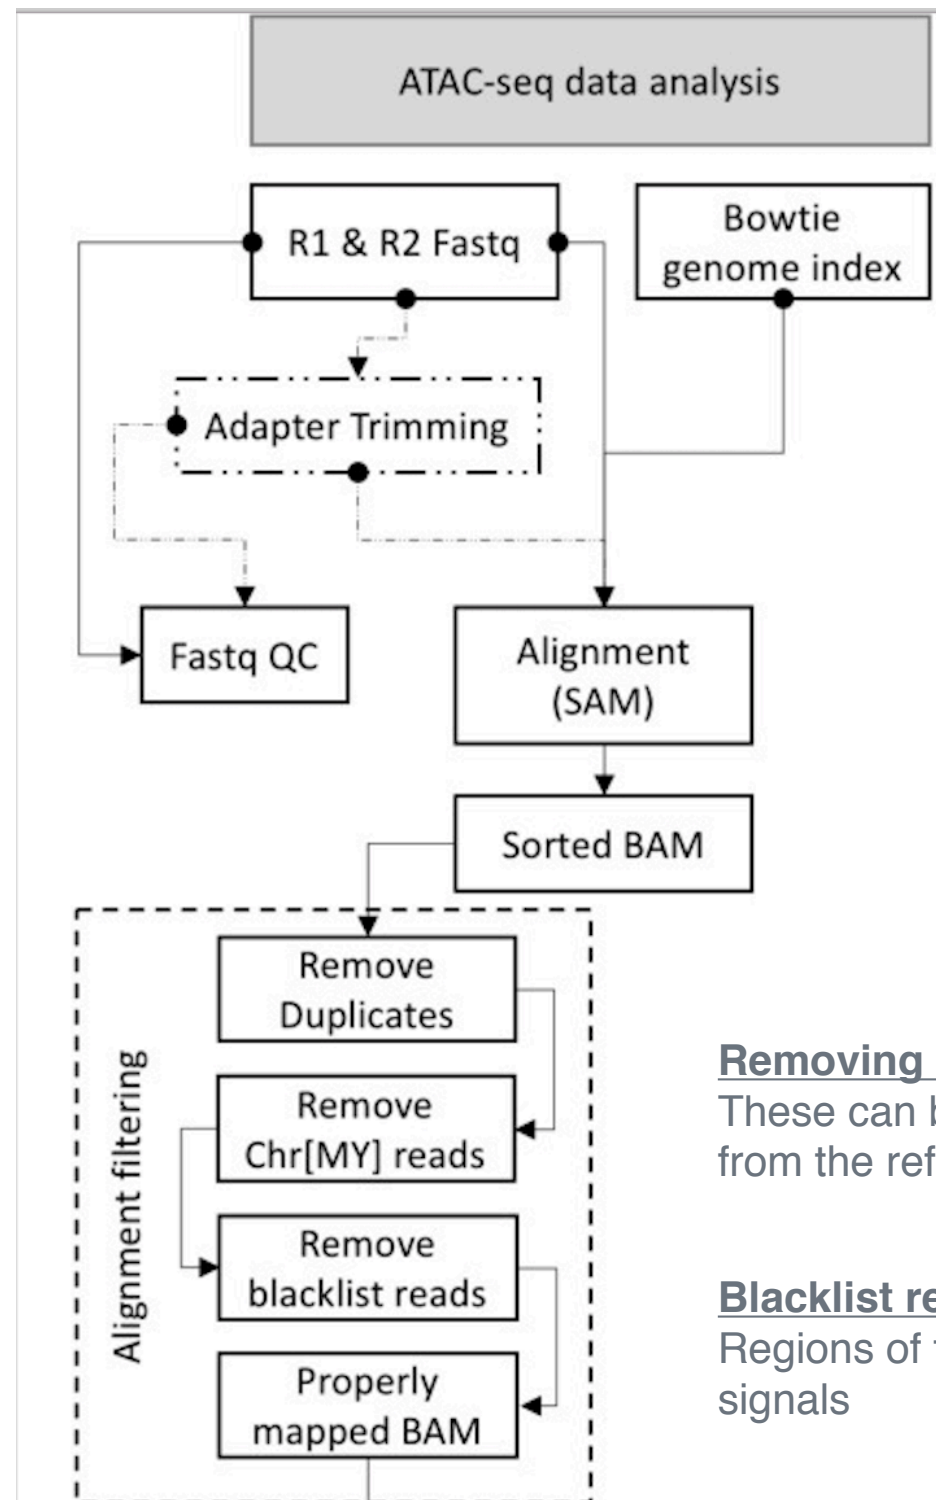 ATAC-seq data analysis
R1 & R2 Fastq
Bowtie
genome index
Adapter Trimming
Fastq QC
Alignment
(SAM)
Sorted BAM
Alignment filtering
Remove
Duplicates
Remove
Chr[MY] reads
Remove
blacklist reads
Properly
mapped BAM
Removing
These can
from the
Blacklist
Regions of
signals